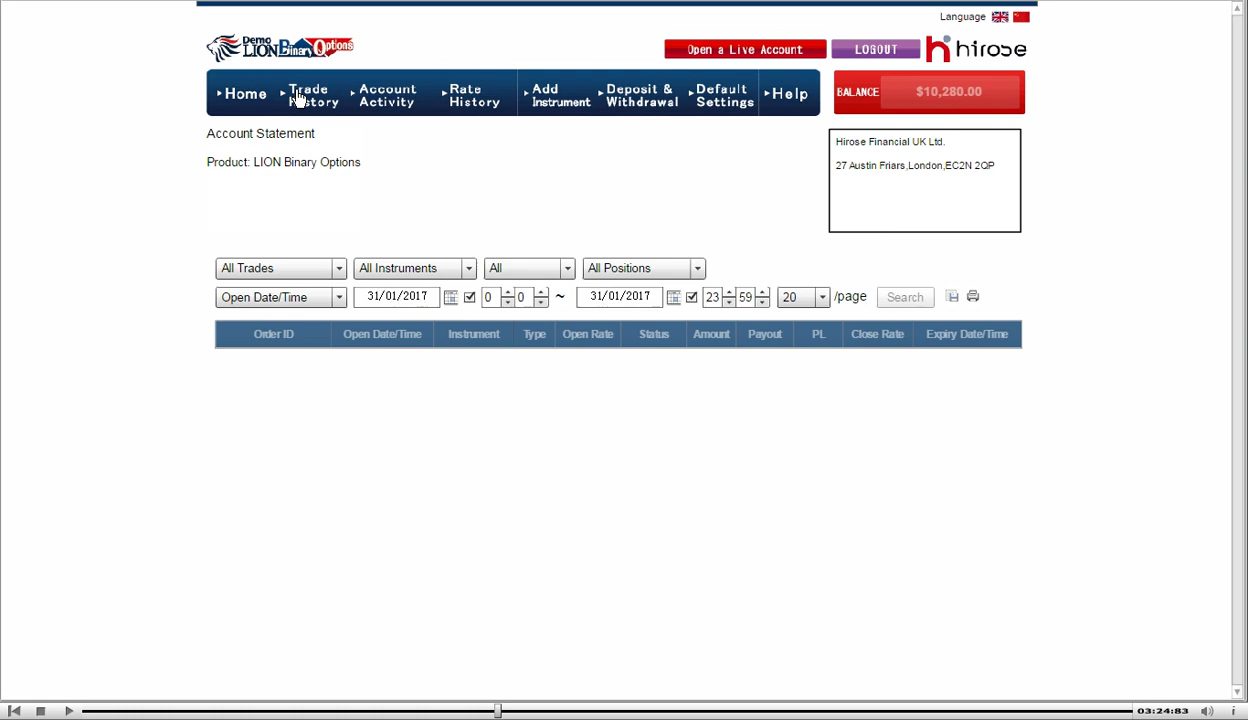 Language
Demo
LION Binary Options
Open a Live Account
LOGOUT
hirose
Home
Trade History
Account Activity
Rate History
Add Instrument
Deposit & Withdrawal
Default Settings
Help
BALANCE
$10,280.00
Account Statement
Product: LION Binary Options
Hirose Financial UK Ltd.
27 Austin Friars,London,EC2N 2QP
All Trades
All Instruments
All
All Positions
Open Date/Time
31/01/2017
0
0
~
31/01/2017
23
59
20
/page
Search
Order ID
Open Date/Time
Instrument
Type
Open Rate
Status
Amount
Payout
PL
Close Rate
Expiry Date/Time
03:24:83
i